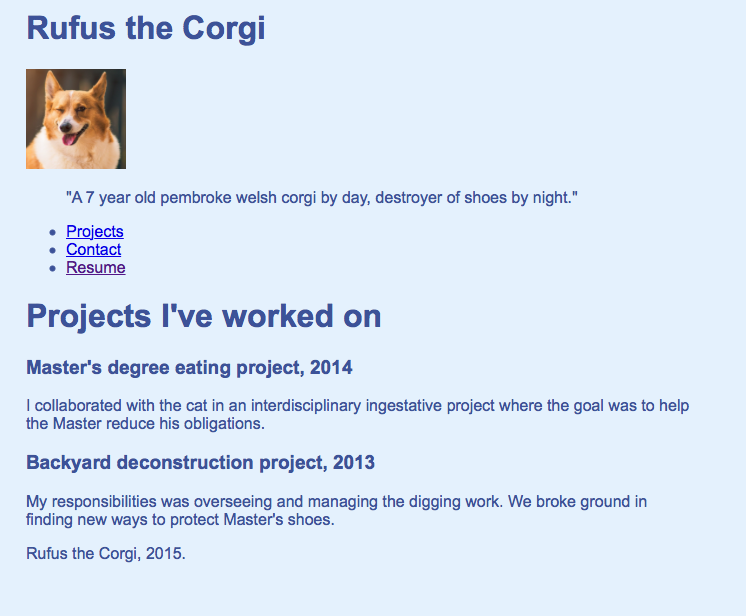 Rufus the Corgi
"A 7 year old pembroke welsh corgi by day, destroyer of shoes by night."
Projects
Contact
Resume
Projects I've worked on
Master's degree eating project, 2014
I collaborated with the cat in an interdisciplinary ingestative project where the goal was to help
the Master reduce his obligations.
Backyard deconstruction project, 2013
My responsibilities was overseeing and managing the digging work. We broke ground in
finding new ways to protect Master's shoes.
Rufus the Corgi, 2015.